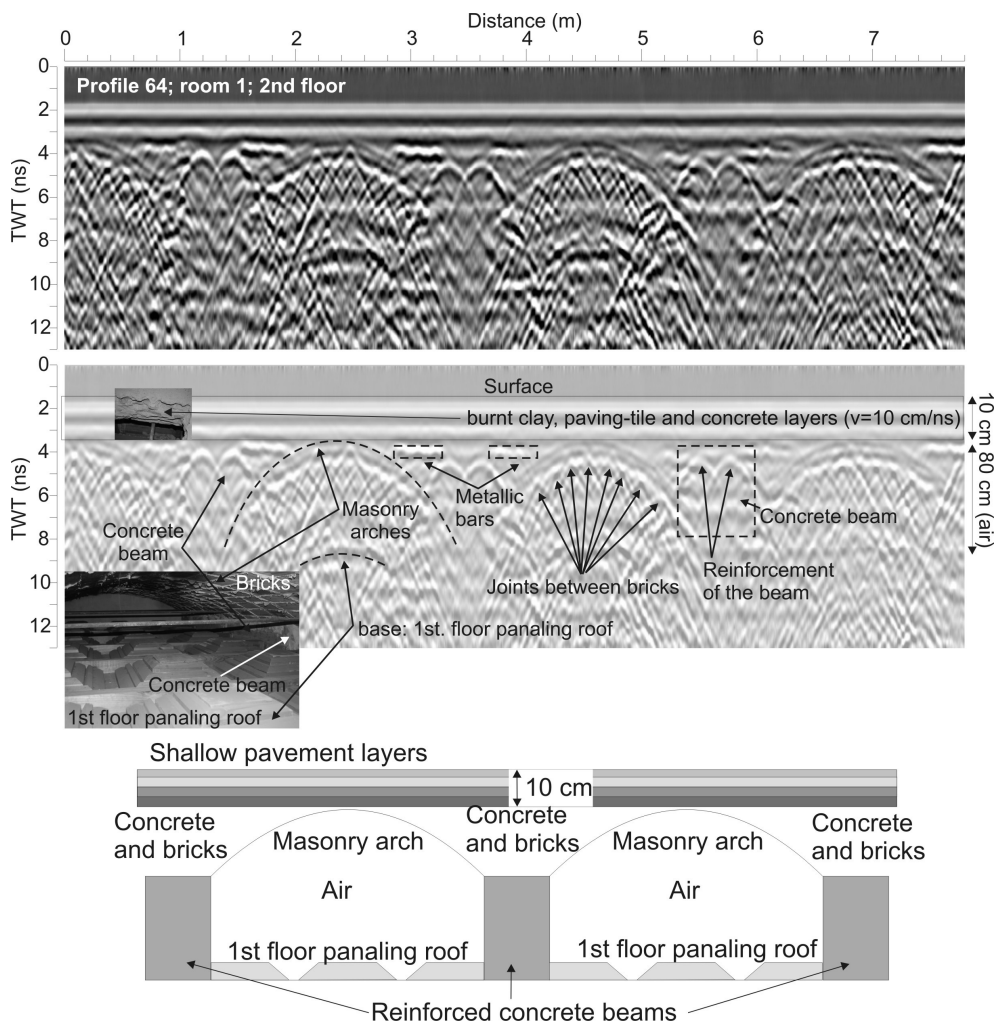 Distance (m)
0 1 2 3 4 5 6 7
0
Profile 64; room 1; 2nd floor
2
4
6
8
10
12
TWT (ns)
0
Surface
2
burnt clay, paving-tile and concrete layers (v=10 cm/ns)
10 cm
4
80 cm (air)
6
Metallic
bars
Masonry
arches
Concrete
beam
Concrete beam
8
Joints between bricks
Reinforcement
of the beam
10
Bricks
12
base: 1st. floor panaling roof
TWT (ns)
Concrete beam
1st floor panaling roof
Shallow pavement layers
10 cm
Concrete
and bricks
Concrete
and bricks
Concrete
and bricks
Masonry arch
Masonry arch
Air
Air
1st floor panaling roof
1st floor panaling roof
Reinforced concrete beams